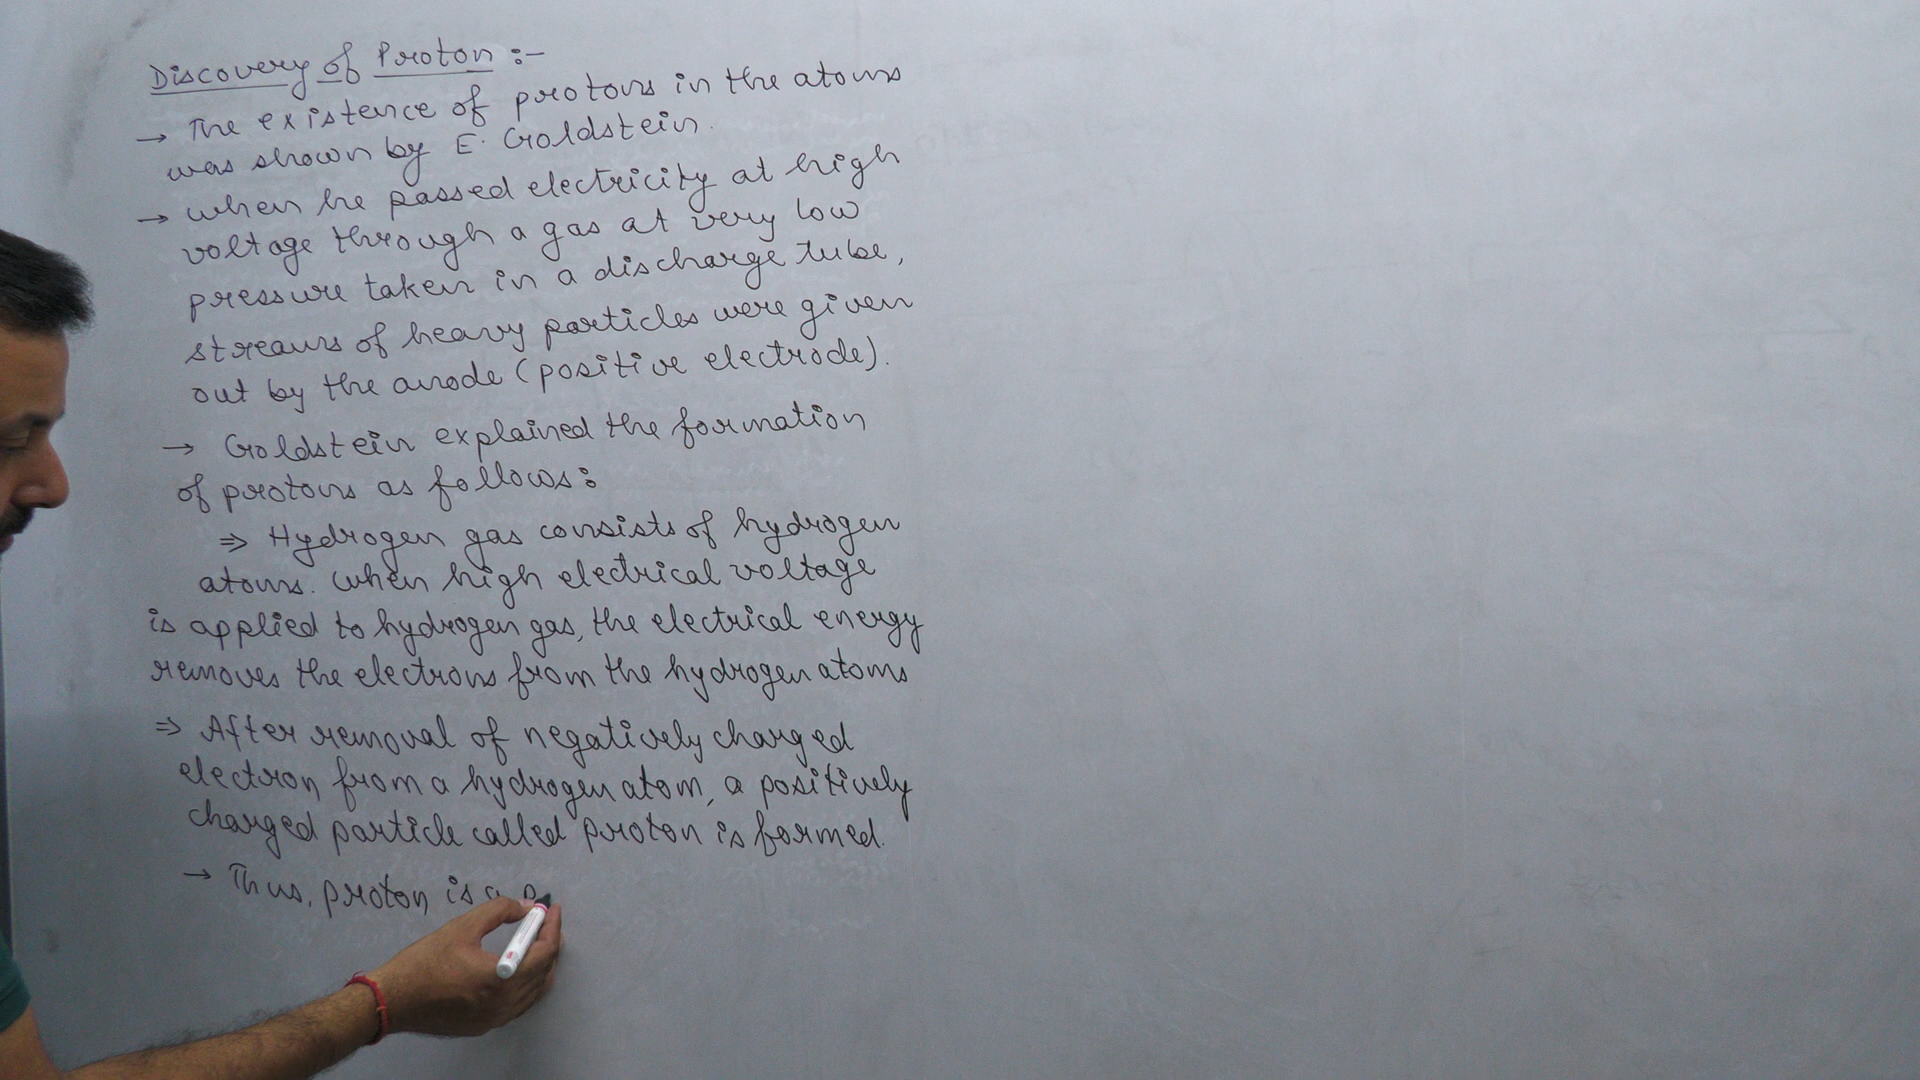 Discovery of Proton :-
→ The existence of protons in the atoms
was shown by E. Goldstein.
→ when he passed electricity at high
voltage through a gas at very low
pressure taken in a discharge tube,
streams of heavy particles were given
out by the anode (positive electrode).
→ Goldstein explained the formation
of protons as follows:
⇒ Hydrogen gas consists of hydrogen
atoms. when high electrical voltage
is applied to hydrogen gas, the electrical energy
removes the electrons from the hydrogen atoms
⇒ After removal of negatively charged
electron from a hydrogen atom, a positively
charged particle called proton is formed.
→ Thus, proton is a